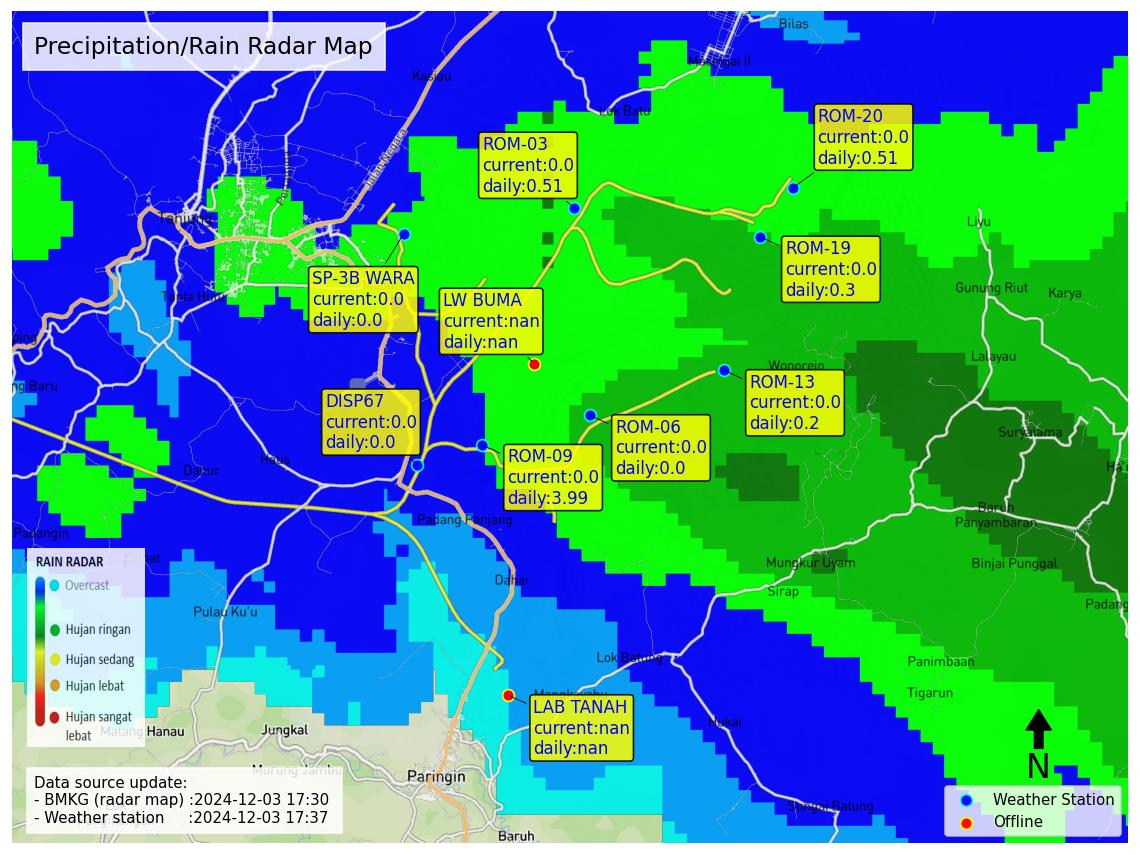 Precipitation/Rain Radar Map
Bilas
Masingai II
Kasiau
Lok Batu
Jalan Negara
Tanjung
Tanta Hulu
Liyu
Gunung Riut
Karya
Lalayau
Wonorejo
Suryatama
Baruh
Panyambaran
Mungkur Uyam
Binjai Punggal
Sirap
Padang
Panimbaan
Tigarun
ng Baru
Dahur
Haus
Padangin
Padang Panjang
Dahai
Pulau Ku'u
Lok Batung
Hukai
Sungai Batung
Matang Hanau
Jungkal
Murung Jambu
Paringin
Baruh
ROM-03
current:0.0
daily:0.51
ROM-20
current:0.0
daily:0.51
ROM-19
current:0.0
daily:0.3
SP-3B WARA
current:0.0
daily:0.0
LW BUMA
current:nan
daily:nan
ROM-13
current:0.0
daily:0.2
DISP67
current:0.0
daily:0.0
ROM-06
current:0.0
daily:0.0
ROM-09
current:0.0
daily:3.99
LAB TANAH
current:nan
daily:nan
RAIN RADAR
Overcast
Hujan ringan
Hujan sedang
Hujan lebat
Hujan sangat
lebat
Data source update:
- BMKG (radar map) :2024-12-03 17:30
- Weather station :2024-12-03 17:37
N
Weather Station
Offline